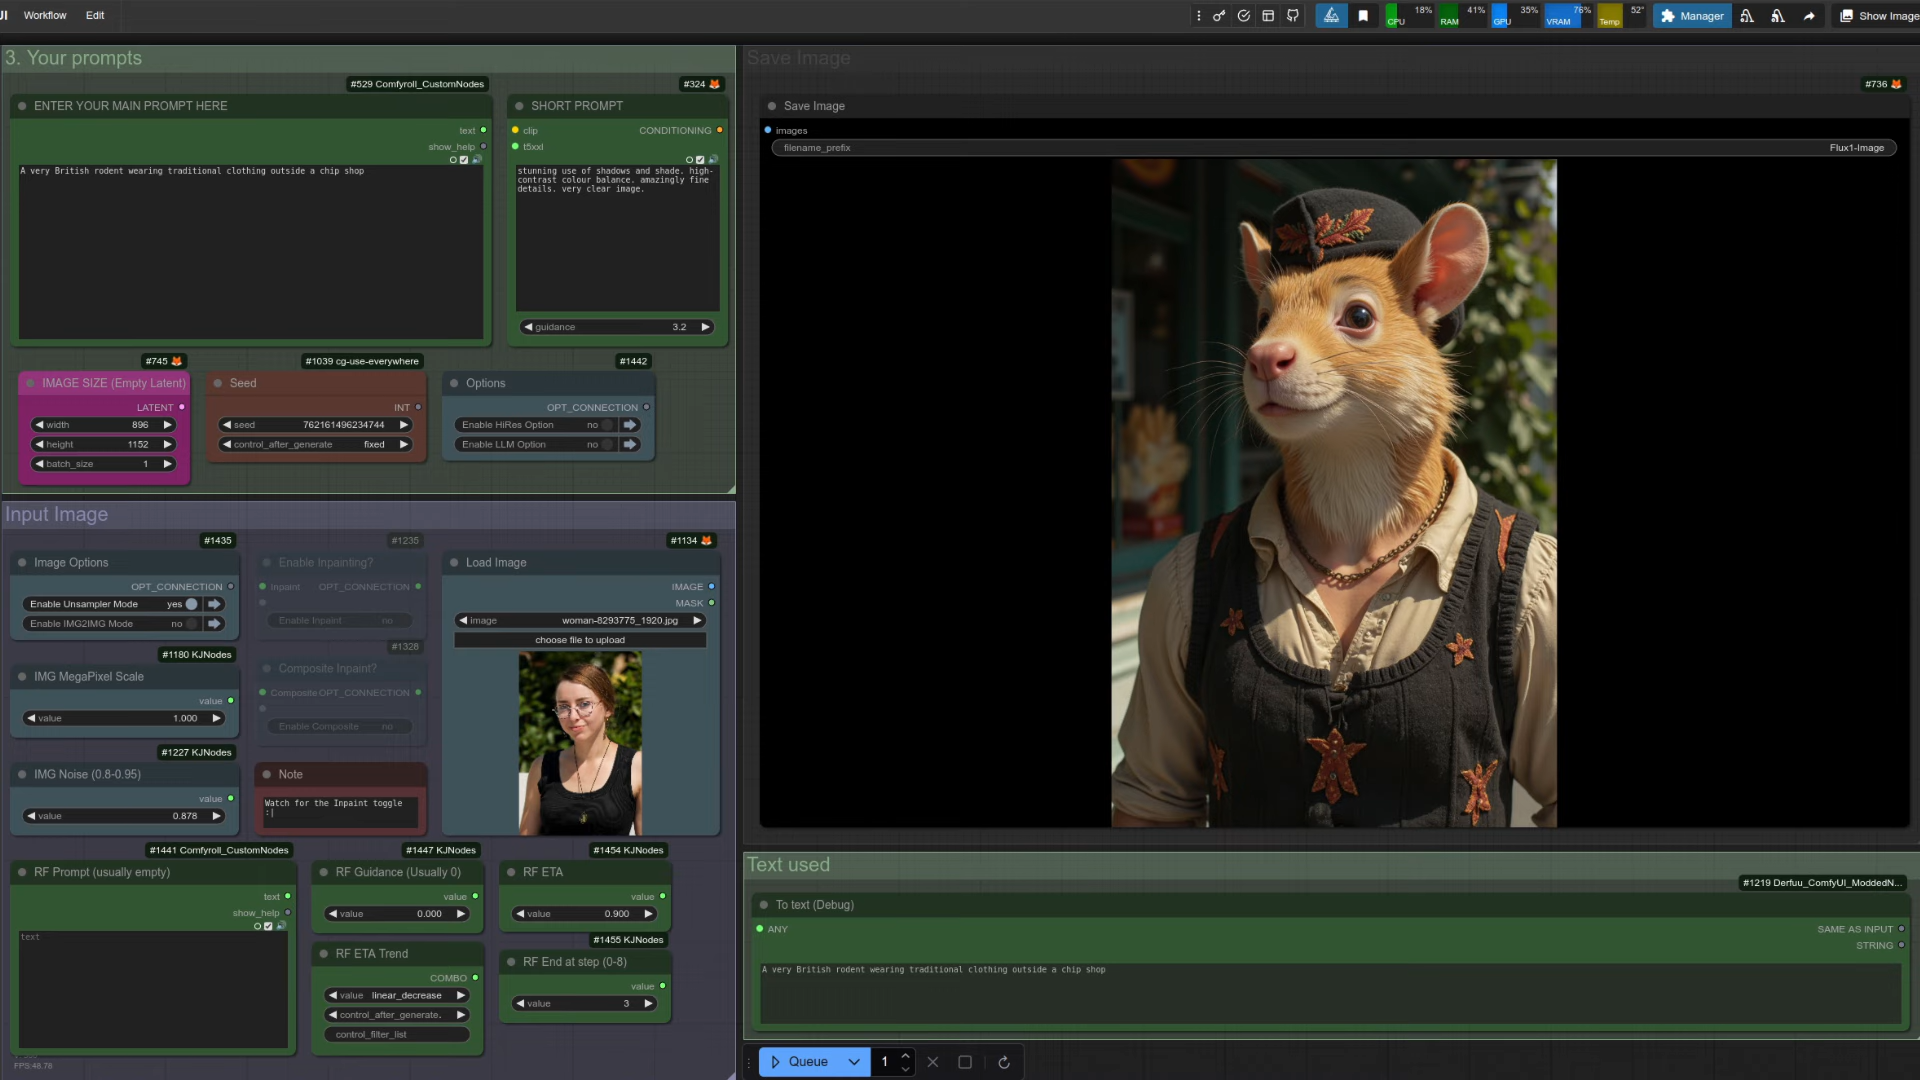 UI
Workflow
Edit
CPU
18%
RAM
41%
GPU
35%
VRAM
76%
Temp
52°
Manager
Show Image
3. Your prompts
#529 Comfyroll_CustomNodes
#324
ENTER YOUR MAIN PROMPT HERE
text
show_help
A very British rodent wearing traditional clothing outside a chip shop
SHORT PROMPT
clip
CONDITIONING
t5xxl
stunning use of shadows and shade. high-
contrast colour balance. amazingly fine
details. very clear image.
guidance
3.2
#745
#1039 cg-use-everywhere
#1442
IMAGE SIZE (Empty Latent)
LATENT
width
896
height
1152
batch_size
1
Seed
INT
seed
762161496234744
control_after_generate
fixed
Options
OPT_CONNECTION
Enable HiRes Option
no
Enable LLM Option
no
Input Image
#1435
#1235
#1134
Image Options
OPT_CONNECTION
Enable Unsampler Mode
yes
Enable IMG2IMG Mode
no
Enable Inpainting?
Inpaint
OPT_CONNECTION
Enable Inpaint
no
#1328
Composite Inpaint?
Composite
OPT_CONNECTION
Enable Composite
no
Load Image
IMAGE
MASK
image
woman-8293775_1920.jpg
choose file to upload
#1180 KJNodes
IMG MegaPixel Scale
value
value
1.000
#1227 KJNodes
IMG Noise (0.8-0.95)
value
value
0.878
Note
Watch for the Inpaint toggle
:|
#1441 Comfyroll_CustomNodes
RF Prompt (usually empty)
text
show_help
text
#1447 KJNodes
RF Guidance (Usually 0)
value
value
0.000
RF ETA Trend
COMBO
value
linear_decrease
control_after_generate.
control_filter_list
#1454 KJNodes
RF ETA
value
value
0.900
#1455 KJNodes
RF End at step (0-8)
value
value
3
FPS:48.78
Save Image
#736
Save Image
images
filename_prefix
Flux1-Image
Text used
#1219 Derfuu_ComfyUI_ModdedN...
To text (Debug)
ANY
SAME AS INPUT
STRING
A very British rodent wearing traditional clothing outside a chip shop
Queue
1